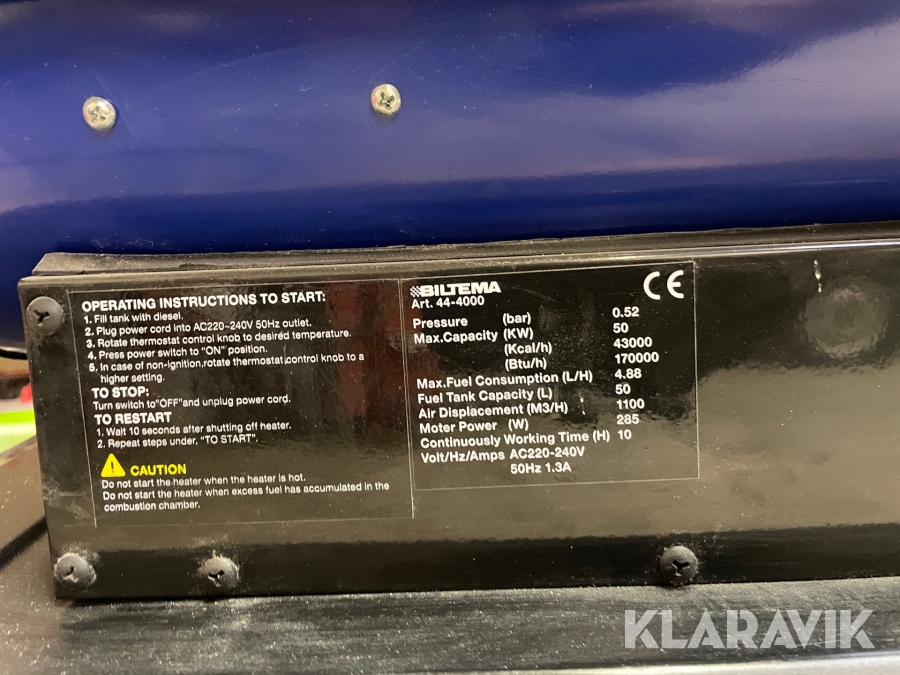 OPERATING INSTRUCTIONS TO START:
1. Fill tank with diesel.
2. Plug power cord into AC220~240V 50Hz outlet.
3. Rotate thermostat control knob to desired temperature.
4. Press power switch to "ON" position.
5. In case of non-ignition,rotate thermostat,control knob to a
higher setting.
TO STOP:
Turn switch to"OFF"and unplug power cord.
TO RESTART
1. Wait 10 seconds after shutting off heater.
2. Repeat steps under, "TO START".
CAUTION
Do not start the heater when the heater is hot.
Do not start the heater when excess fuel has accumulated in the
combustion chamber.
BILTEMA
Art. 44-4000
CE
Pressure (bar) 0.52
Max.Capacity (KW) 50
(Kcal/h) 43000
(Btu/h) 170000
Max.Fuel Consumption (L/H) 4.88
Fuel Tank Capacity (L) 50
Air Displacement (M3/H) 1100
Moter Power (W) 285
Continuously Working Time (H) 10
Volt/Hz/Amps AC220-240V
50Hz 1.3A
KLARAVIK